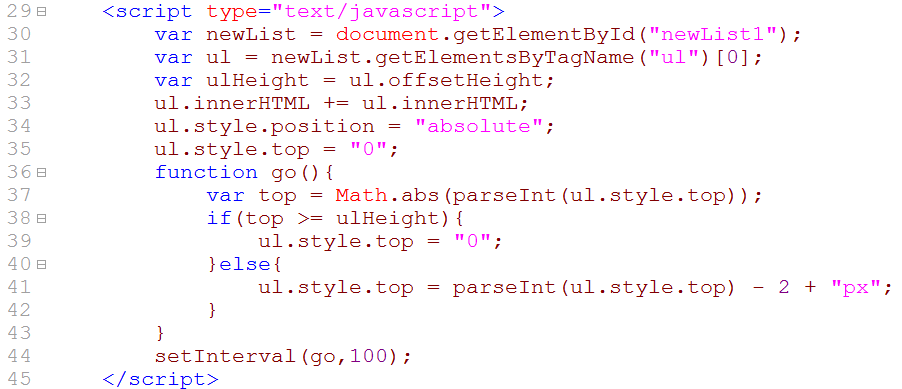 29 <script type="text/javascript">
30 var newList = document.getElementById("newList1");
31 var ul = newList.getElementsByTagName("ul")[0];
32 var ulHeight = ul.offsetHeight;
33 ul.innerHTML += ul.innerHTML;
34 ul.style.position = "absolute";
35 ul.style.top = "0";
36 function go(){
37 var top = Math.abs(parseInt(ul.style.top));
38 if(top >= ulHeight){
39 ul.style.top = "0";
40 }else{
41 ul.style.top = parseInt(ul.style.top) - 2 + "px";
42 }
43 }
44 setInterval(go,100);
45 </script>